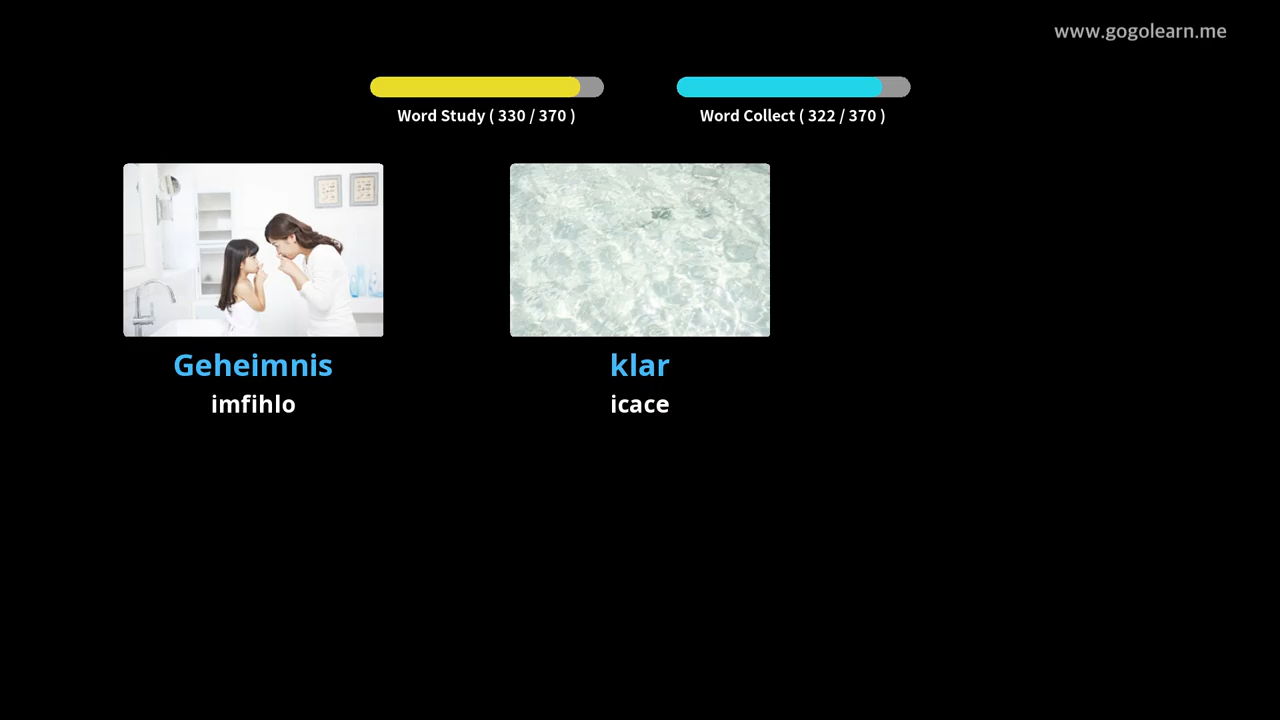 www.gogolearn.me
Word Study ( 330 / 370 )
Word Collect ( 322 / 370 )
Geheimnis
imfihlo
klar
icace